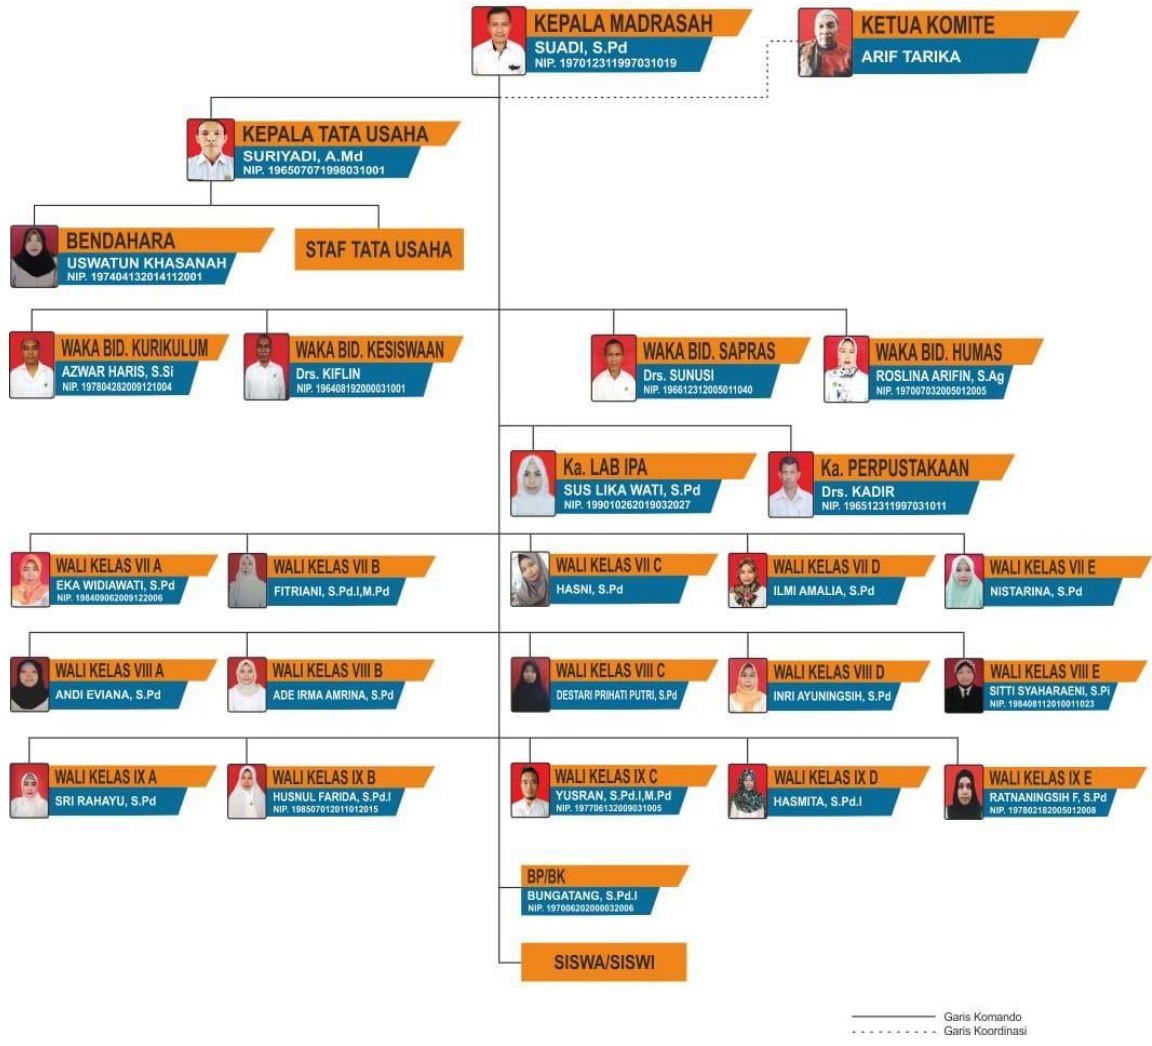 KEPALA MADRASAH
SUADI, S.Pd
NIP. 197012311997031019
KETUA KOMITE
ARIF TARIKA
KEPALA TATA USAHA
SURIYADI, A.Md
NIP. 196507071998031001
BENDAHARA
USWATUN KHASANAH
NIP. 197404132014112001
STAF TATA USAHA
WAKA BID. KURIKULUM
AZWAR HARIS, S.Si
NIP. 197804282009121004
WAKA BID. KESISWAAN
Drs. KIFLIN
NIP. 196408192000031001
WAKA BID. SAPRAS
Drs. SUNUSI
NIP. 196612312005011040
WAKA BID. HUMAS
ROSLINA ARIFIN, S.Ag
NIP. 197007032005012005
Ka. LAB IPA
SUS LIKA WATI, S.Pd
NIP. 199010262019032027
Ka. PERPUSTAKAAN
Drs. KADIR
NIP. 196512311997031011
WALI KELAS VII A
EKA WIDIAWATI, S.Pd
NIP. 198409062009122006
WALI KELAS VII B
FITRIANI, S.Pd.I,M.Pd
WALI KELAS VII C
HASNI, S.Pd
WALI KELAS VII D
ILMI AMALIA, S.Pd
WALI KELAS VII E
NISTARINA, S.Pd
WALI KELAS VIII A
ANDI EVIANA, S.Pd
WALI KELAS VIII B
ADE IRMA AMRINA, S.Pd
WALI KELAS VIII C
DESTARI PRIHATI PUTRI, S.Pd
WALI KELAS VIII D
INRI AYUNINGSIH, S.Pd
WALI KELAS VIII E
SITTI SYAHARAENI, S.Pi
NIP. 198408112010011023
WALI KELAS IX A
SRI RAHAYU, S.Pd
WALI KELAS IX B
HUSNUL FARIDA, S.Pd.I
NIP. 198507012011012015
WALI KELAS IX C
YUSRAN, S.Pd.I,M.Pd
NIP. 197706132009031005
WALI KELAS IX D
HASMITA, S.Pd.I
WALI KELAS IX E
RATNANINGSIH F, S.Pd
NIP. 197802182005012008
BP/BK
BUNGATANG, S.Pd.I
NIP. 197006202000032006
SISWA/SISWI
Garis Komando
Garis Koordinasi